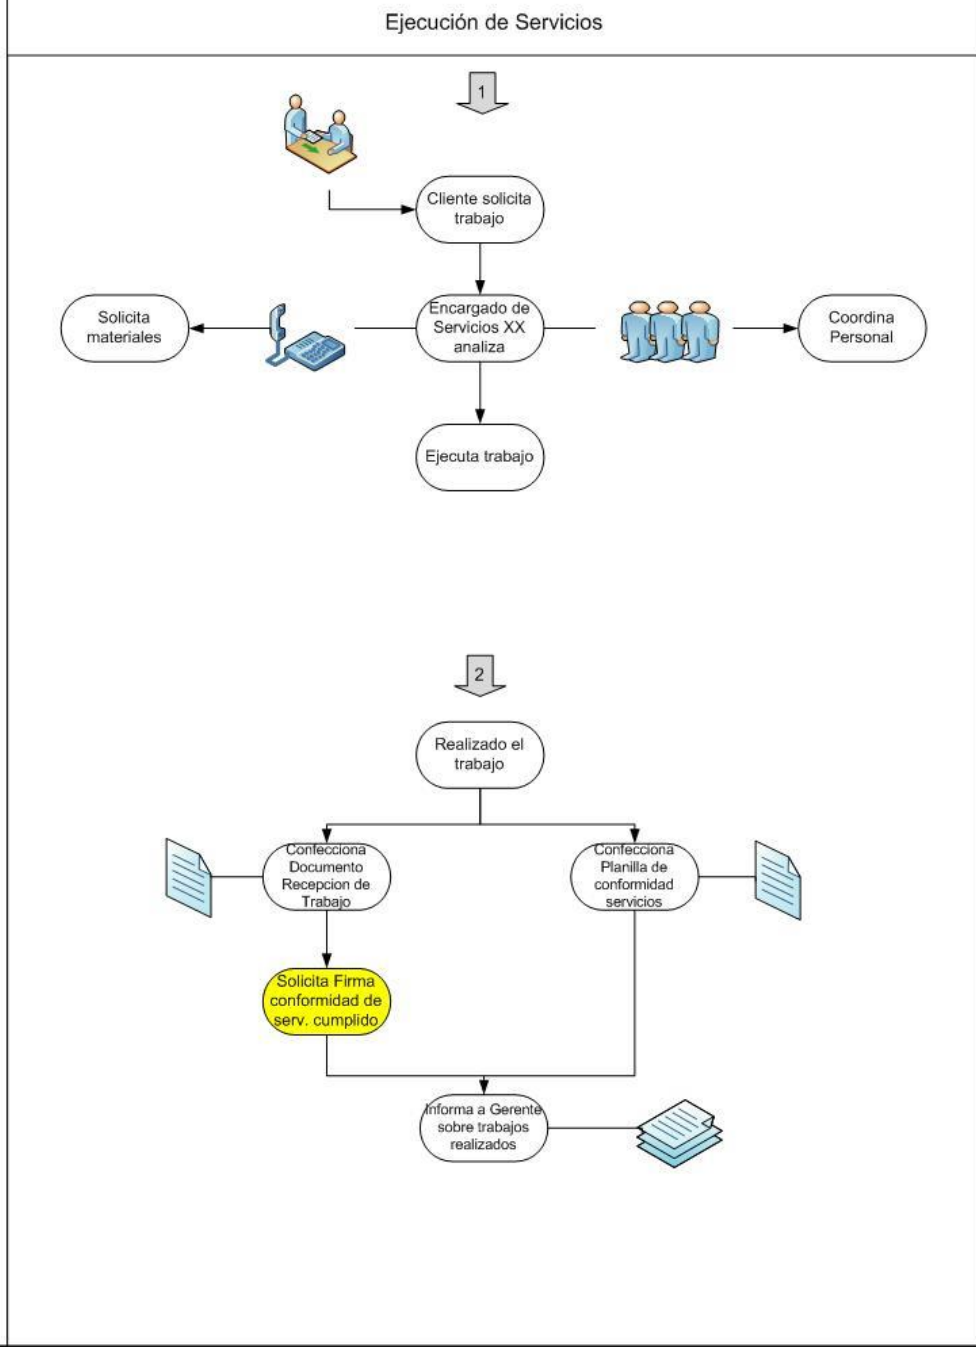 Ejecución de Servicios
1
Cliente solicita
trabajo
Solicita
materiales
Encargado de
Servicios XX
analiza
Coordina
Personal
Ejecuta trabajo
2
Realizado el
trabajo
Confecciona
Documento
Recepcion de
Trabajo
Confecciona
Planilla de
conformidad
servicios
Solicita Firma
conformidad de
serv. cumplido
Informa a Gerente
sobre trabajos
realizados